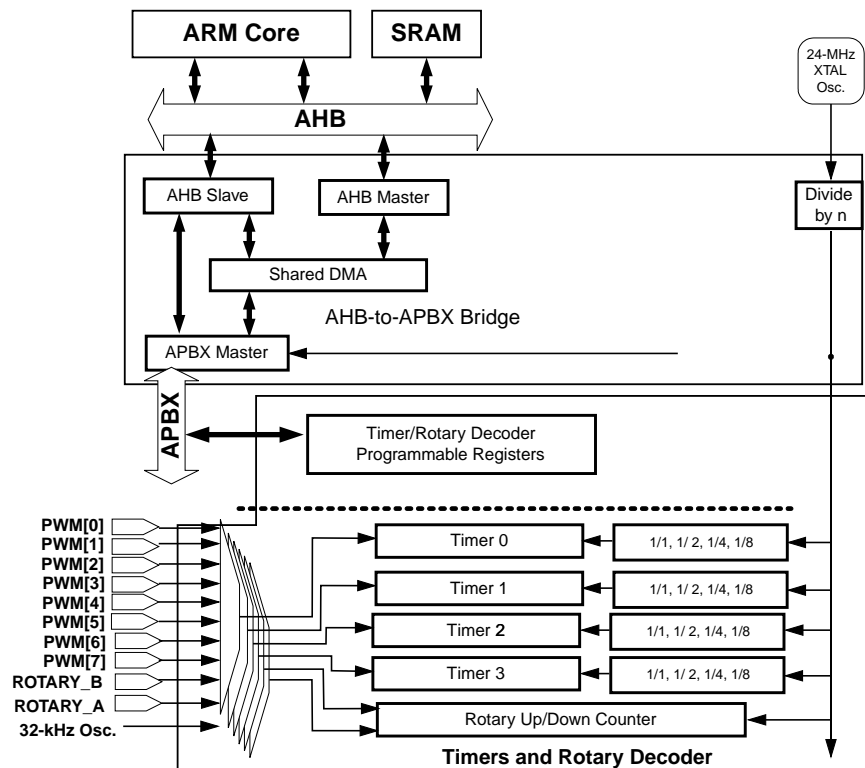 ARM Core
SRAM
24-MHz
XTAL
Osc.
AHB
AHB Slave
AHB Master
Divide
by n
Shared DMA
AHB-to-APBX Bridge
APBX Master
APBX
Timer/Rotary Decoder
Programmable Registers
PWM[0]
PWM[1]
PWM[2]
PWM[3]
PWM[4]
PWM[5]
PWM[6]
PWM[7]
ROTARY_B
ROTARY_A
32-kHz Osc.
Timer 0
1/1, 1/ 2, 1/4, 1/8
Timer 1
1/1, 1/ 2, 1/4, 1/8
Timer 2
1/1, 1/ 2, 1/4, 1/8
Timer 3
1/1, 1/ 2, 1/4, 1/8
Rotary Up/Down Counter
Timers and Rotary Decoder